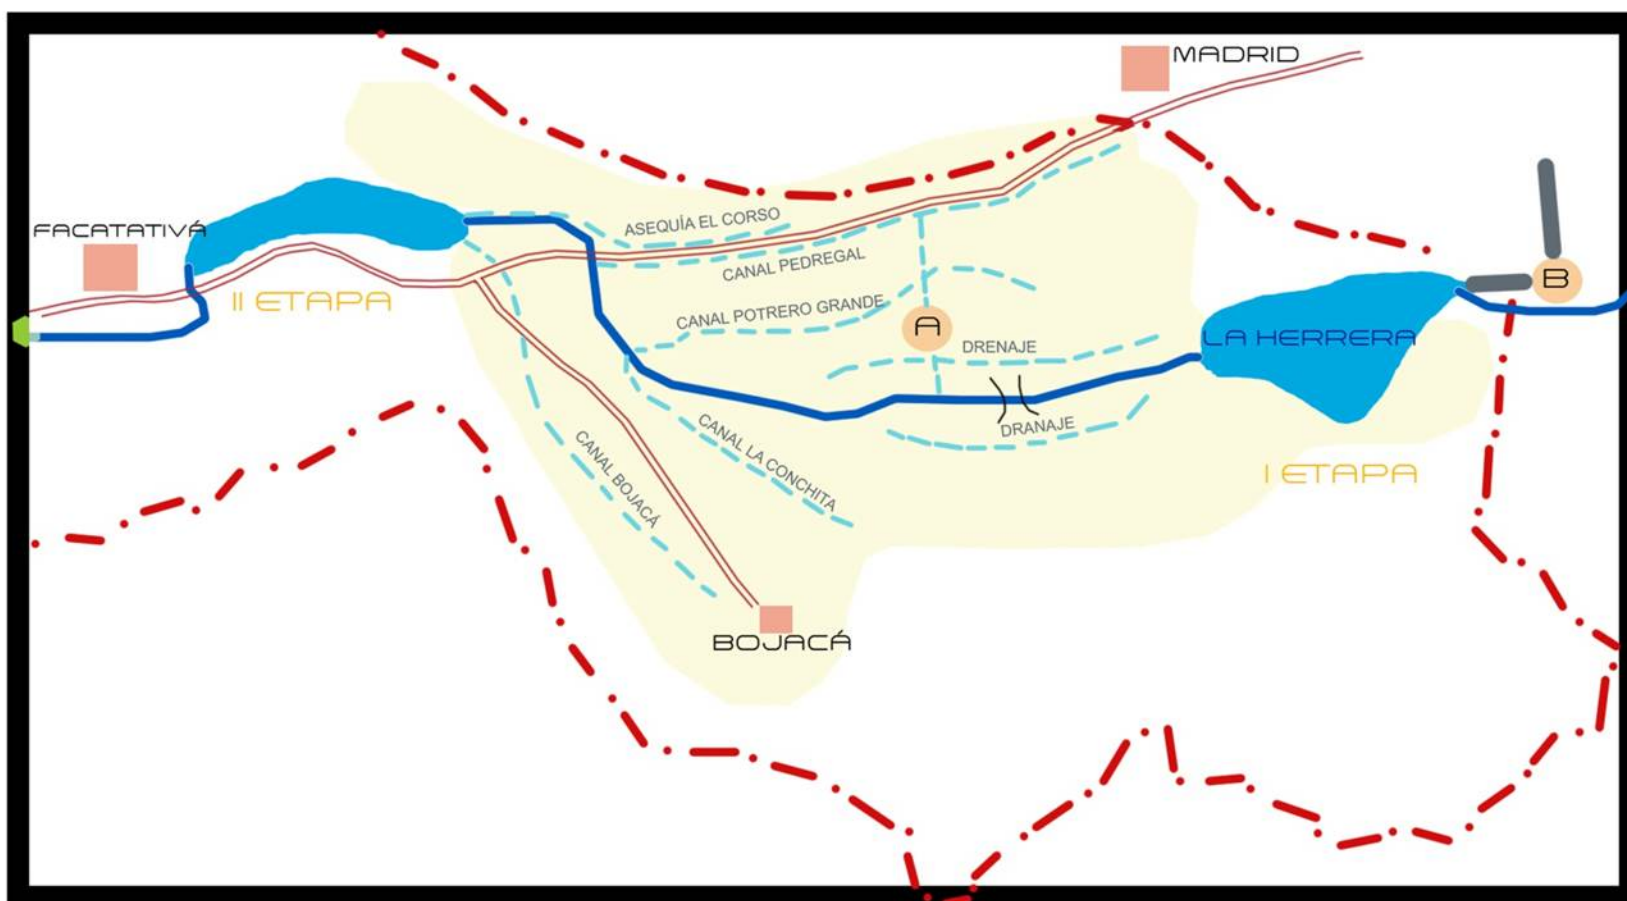 MADRID
FACATATIVÁ
ASEQUÍA EL CORSO
CANAL PEDREGAL
B
II ETAPA
CANAL POTRERO GRANDE
A
LA HERRERA
DRENAJE
DRANAJE
CANAL LA CONCHITA
CANAL BOJACÁ
I ETAPA
BOJACÁ